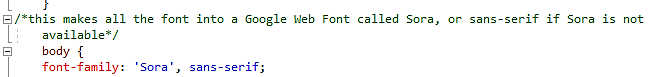 }
/*this makes all the font into a Google Web Font called Sora, or sans-serif if Sora is not
available*/
body {
font-family: 'Sora', sans-serif;